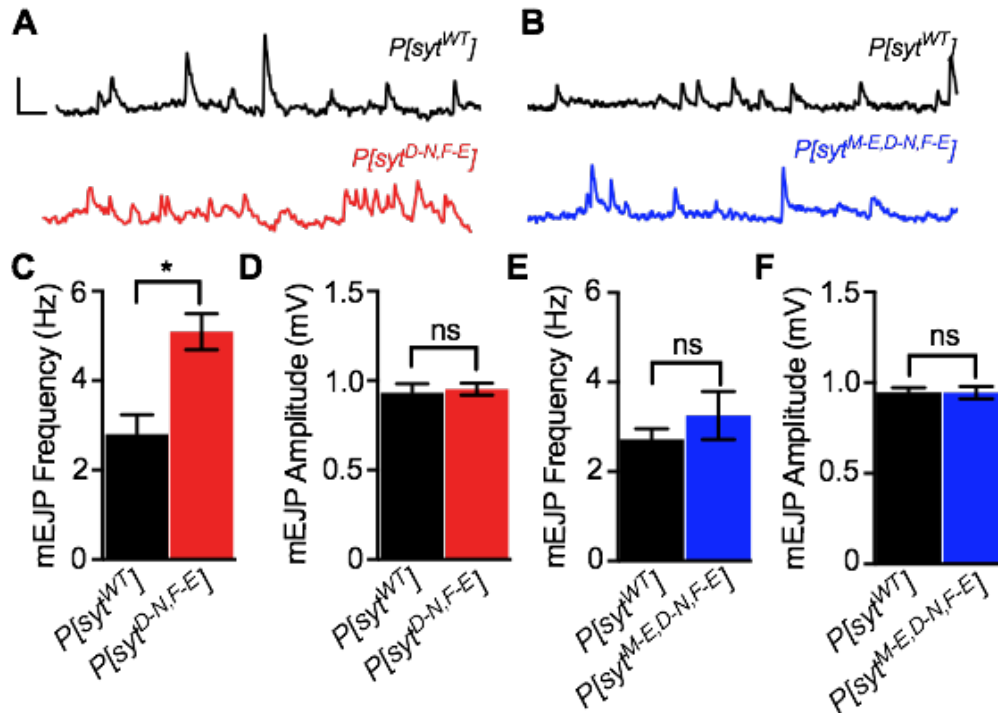 A
P[syt^WT]
P[syt^D-N,F-E]
B
P[syt^WT]
P[syt^M-E,D-N,F-E]
C
mEJP Frequency (Hz)
6
4
2
0
*
P[syt^WT]
P[syt^D-N,F-E]
D
mEJP Amplitude (mV)
1.5
1.0
0.5
0
ns
P[syt^WT]
P[syt^D-N,F-E]
E
mEJP Frequency (Hz)
6
4
2
0
ns
P[syt^WT]
P[syt^M-E,D-N,F-E]
F
mEJP Amplitude (mV)
1.5
1.0
0.5
0
ns
P[syt^WT]
P[syt^M-E,D-N,F-E]